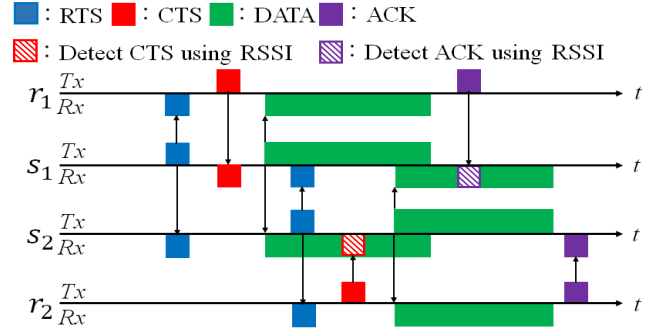 : RTS : CTS : DATA : ACK
: Detect CTS using RSSI : Detect ACK using RSSI
r1 Tx Rx t
s1 Tx Rx t
s2 Tx Rx t
r2 Tx Rx t